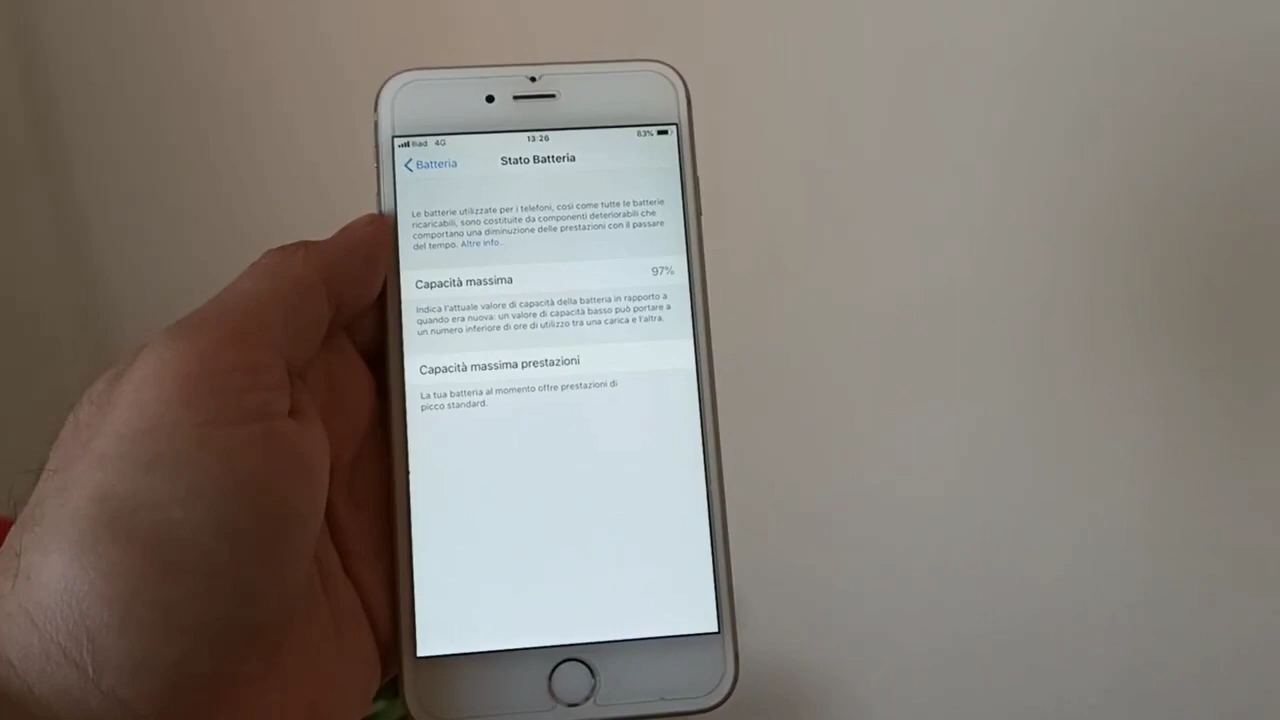 Iliad 4G 13:26 83%
Batteria Stato Batteria
Le batterie utilizzate per i telefoni, così come tutte le batterie
ricaricabili, sono costituite da componenti deteriorabili che
comportano una diminuzione delle prestazioni con il passare
del tempo. Altre info...
Capacità massima 97%
Indica l'attuale valore di capacità della batteria in rapporto a
quando era nuova: un valore di capacità basso può portare a
un numero inferiore di ore di utilizzo tra una carica e l'altra.
Capacità massima prestazioni
La tua batteria al momento offre prestazioni di
picco standard.